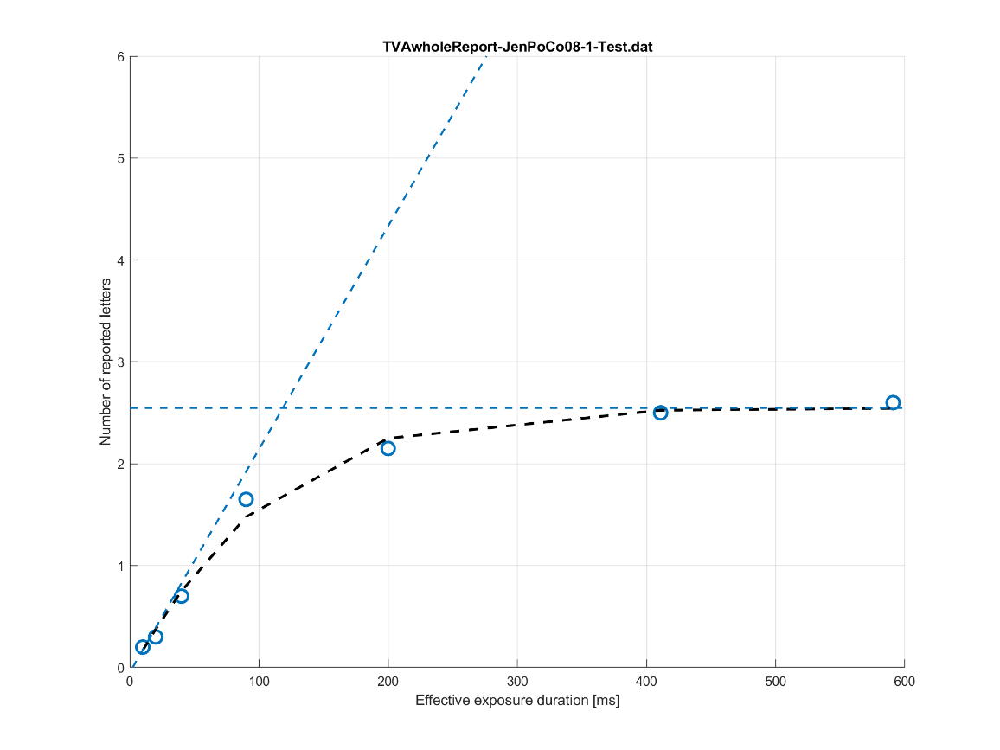 TVAwholeReport-JenPoCo08-1-Test.dat
6
5
4
3
2
1
0
Number of reported letters
0 100 200 300 400 500 600
Effective exposure duration [ms]